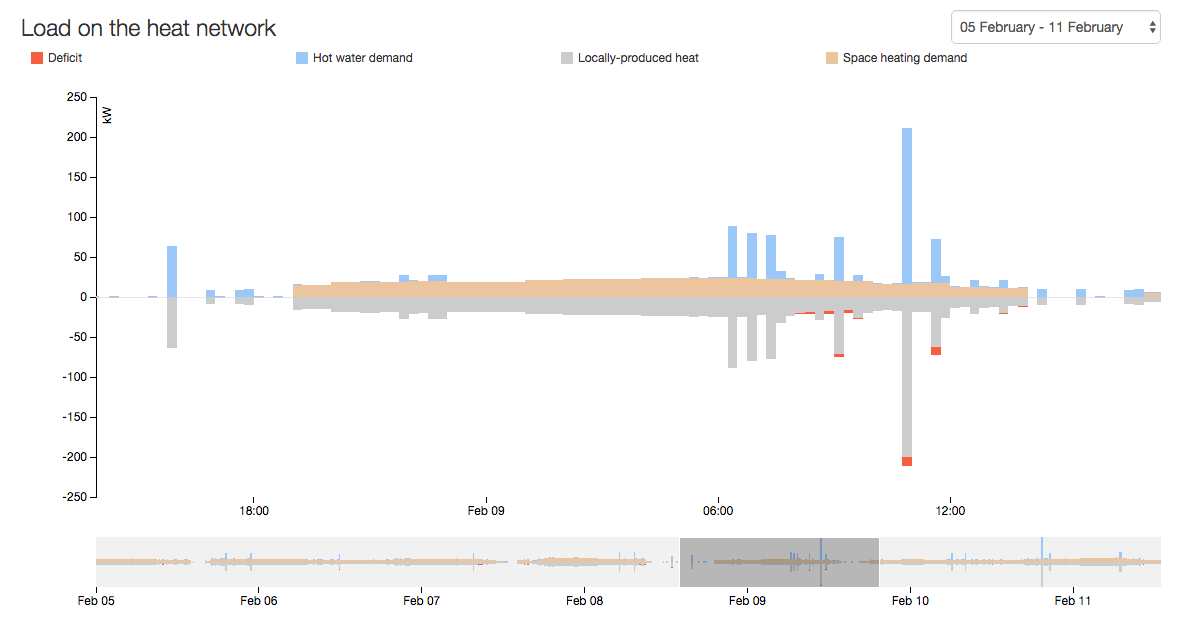 Load on the heat network
05 February - 11 February
Deficit
Hot water demand
Locally-produced heat
Space heating demand
250
kW
200
150
100
50
0
-50
-100
-150
-200
-250
18:00
Feb 09
06:00
12:00
Feb 05
Feb 06
Feb 07
Feb 08
Feb 09
Feb 10
Feb 11